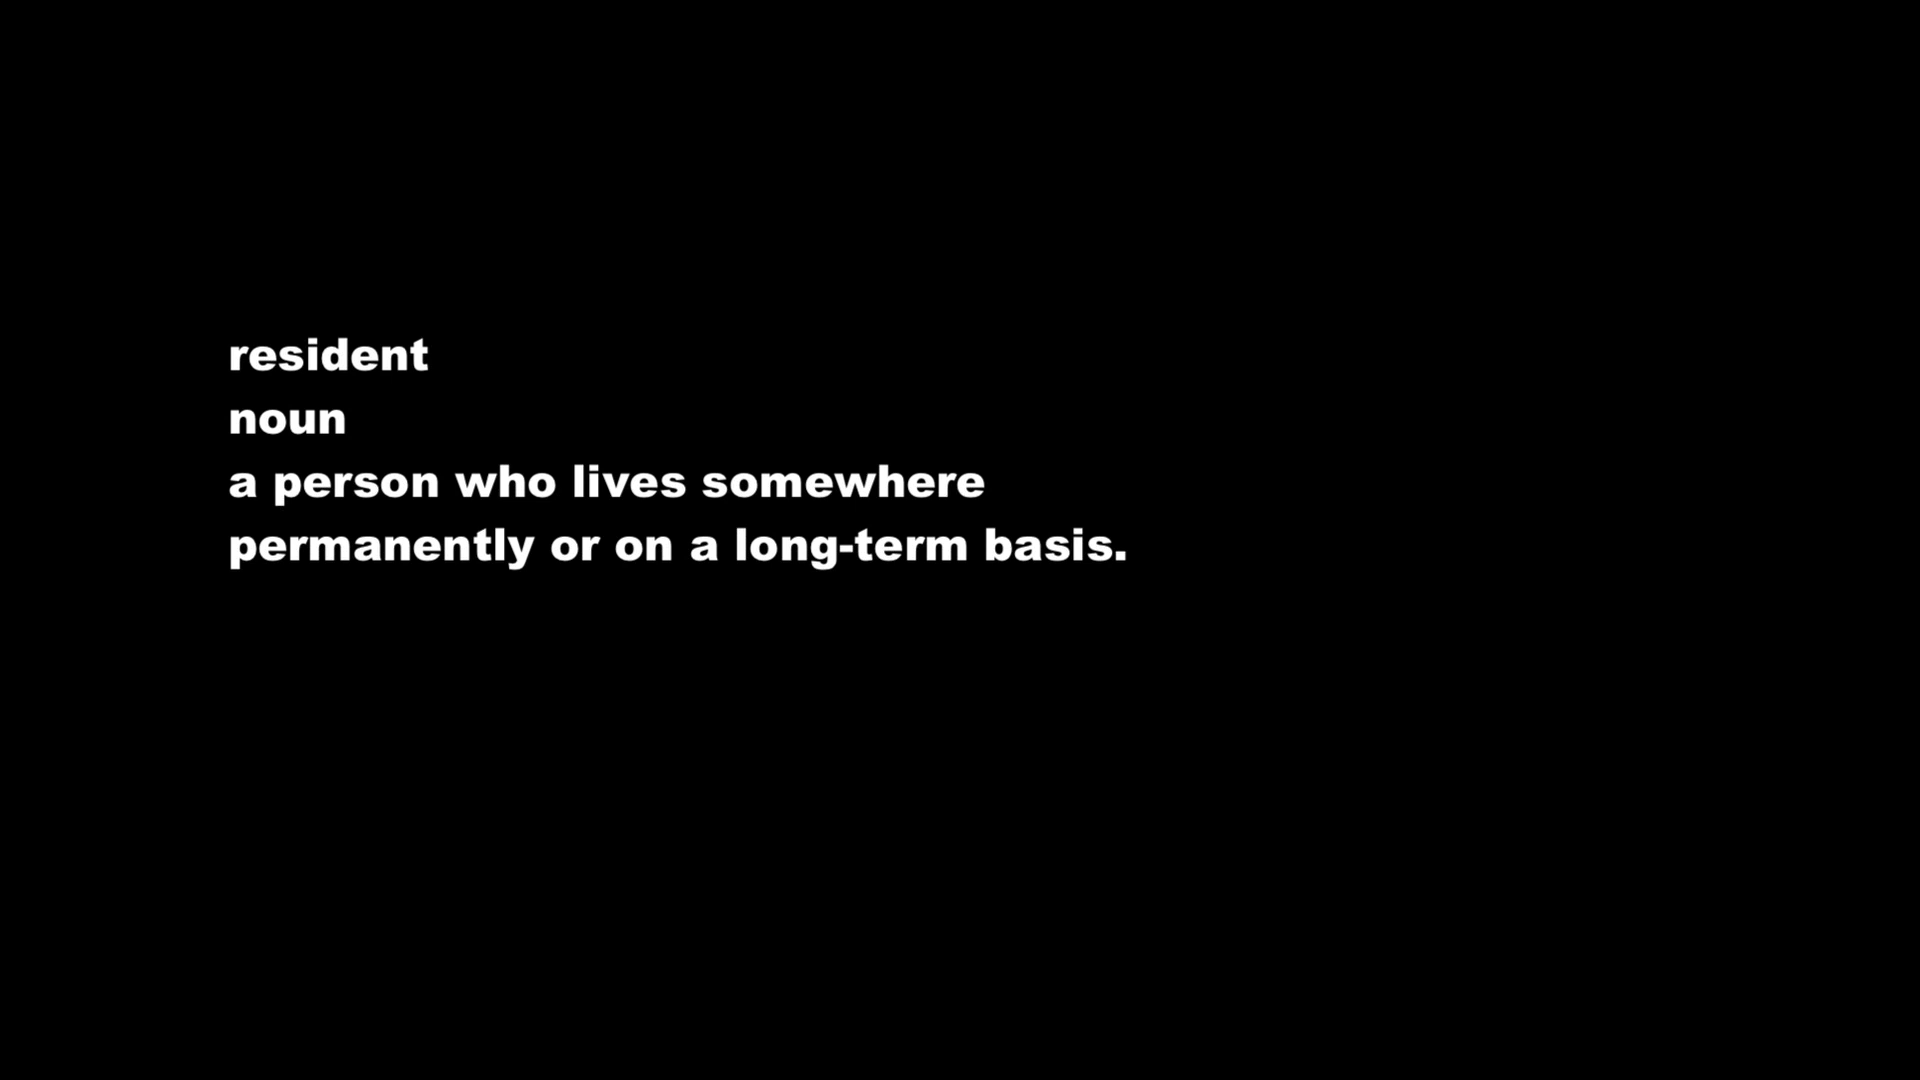 resident
noun
a person who lives somewhere
permanently or on a long-term basis.